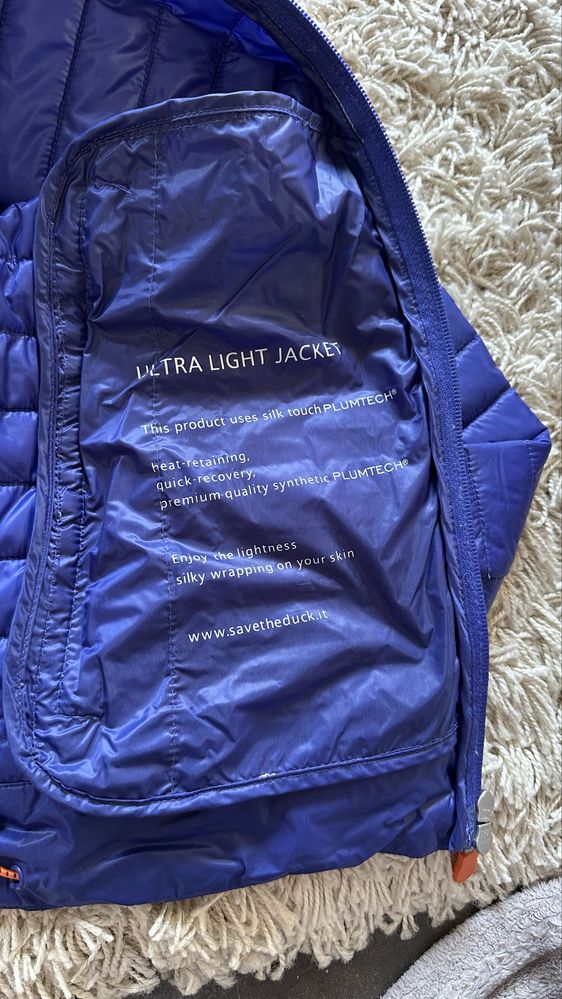 ULTRA LIGHT JACKET
This product uses silk touch PLUMTECH®
heat-retaining,
quick-recovery,
premium quality synthetic PLUMTECH®
Enjoy the lightness
silky wrapping on your skin
www.savetheduck.it